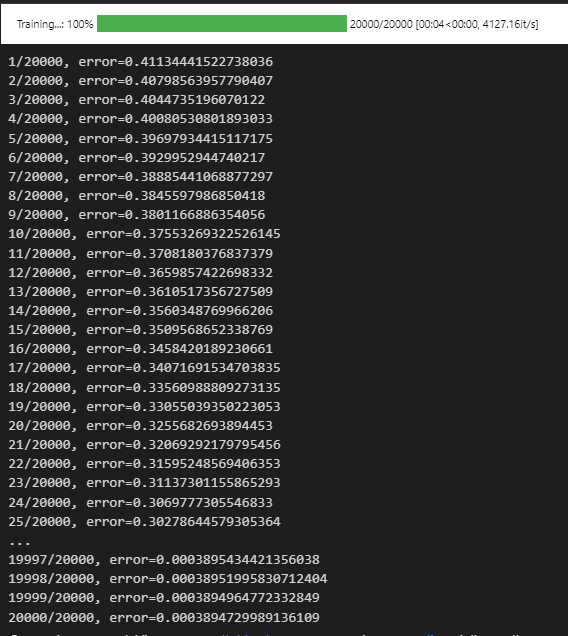 Training...: 100% 20000/20000 [00:04<00:00, 4127.16it/s]
1/20000, error=0.41134441522738036
2/20000, error=0.40798563957790407
3/20000, error=0.4044735196070122
4/20000, error=0.40080530801893033
5/20000, error=0.39697934415117175
6/20000, error=0.3929952944740217
7/20000, error=0.38885441068877297
8/20000, error=0.3845597986850418
9/20000, error=0.3801166886354056
10/20000, error=0.37553269322526145
11/20000, error=0.3708180376837379
12/20000, error=0.3659857422698332
13/20000, error=0.3610517356727509
14/20000, error=0.3560348769966206
15/20000, error=0.3509568652338769
16/20000, error=0.3458420189230661
17/20000, error=0.34071691534703835
18/20000, error=0.33560988809273135
19/20000, error=0.33055039350223053
20/20000, error=0.3255682693894453
21/20000, error=0.32069292179795456
22/20000, error=0.31595248569406353
23/20000, error=0.31137301155865293
24/20000, error=0.3069777305546833
25/20000, error=0.30278644579305364
...
19997/20000, error=0.0003895434421356038
19998/20000, error=0.00038951995830712404
19999/20000, error=0.0003894964772332849
20000/20000, error=0.0003894729989136109